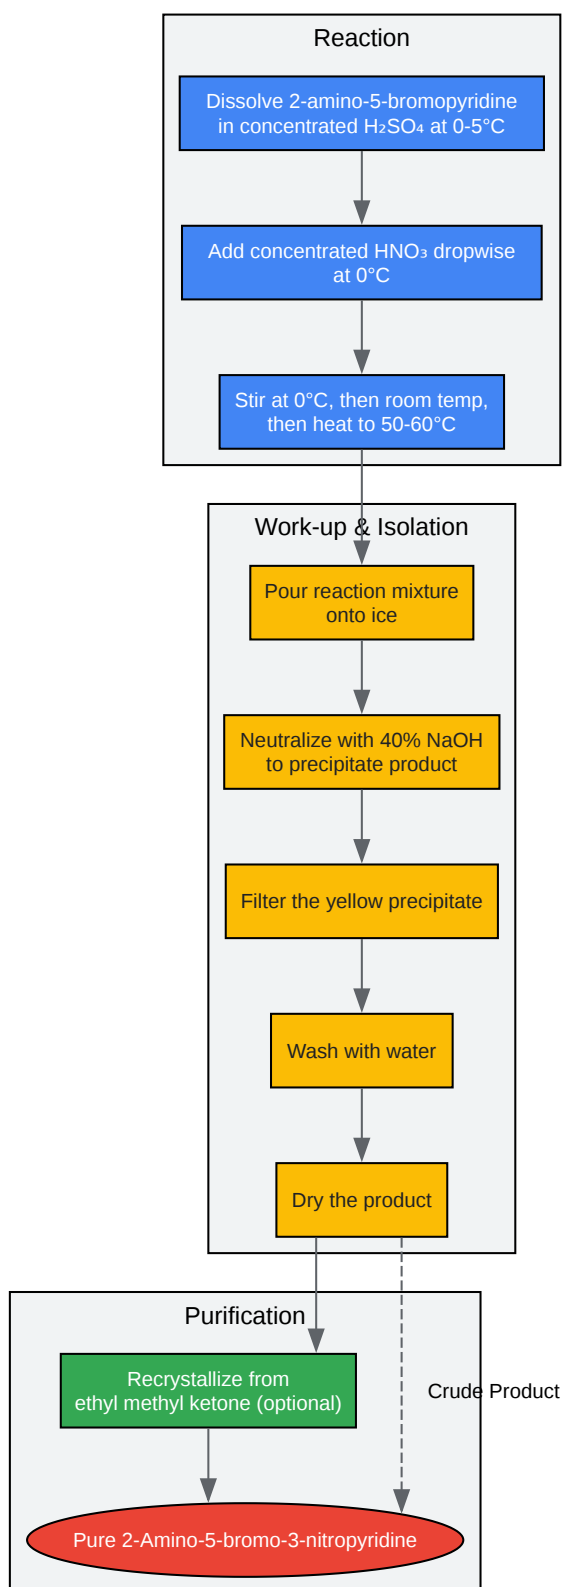 Reaction
Dissolve 2-amino-5-bromopyridine
in concentrated H₂SO₄ at 0-5°C
Add concentrated HNO₃ dropwise
at 0°C
Stir at 0°C, then room temp,
then heat to 50-60°C
Work-up & Isolation
Pour reaction mixture
onto ice
Neutralize with 40% NaOH
to precipitate product
Filter the yellow precipitate
Wash with water
Dry the product
Purification
Recrystallize from
ethyl methyl ketone (optional)
Crude Product
Pure 2-Amino-5-bromo-3-nitropyridine